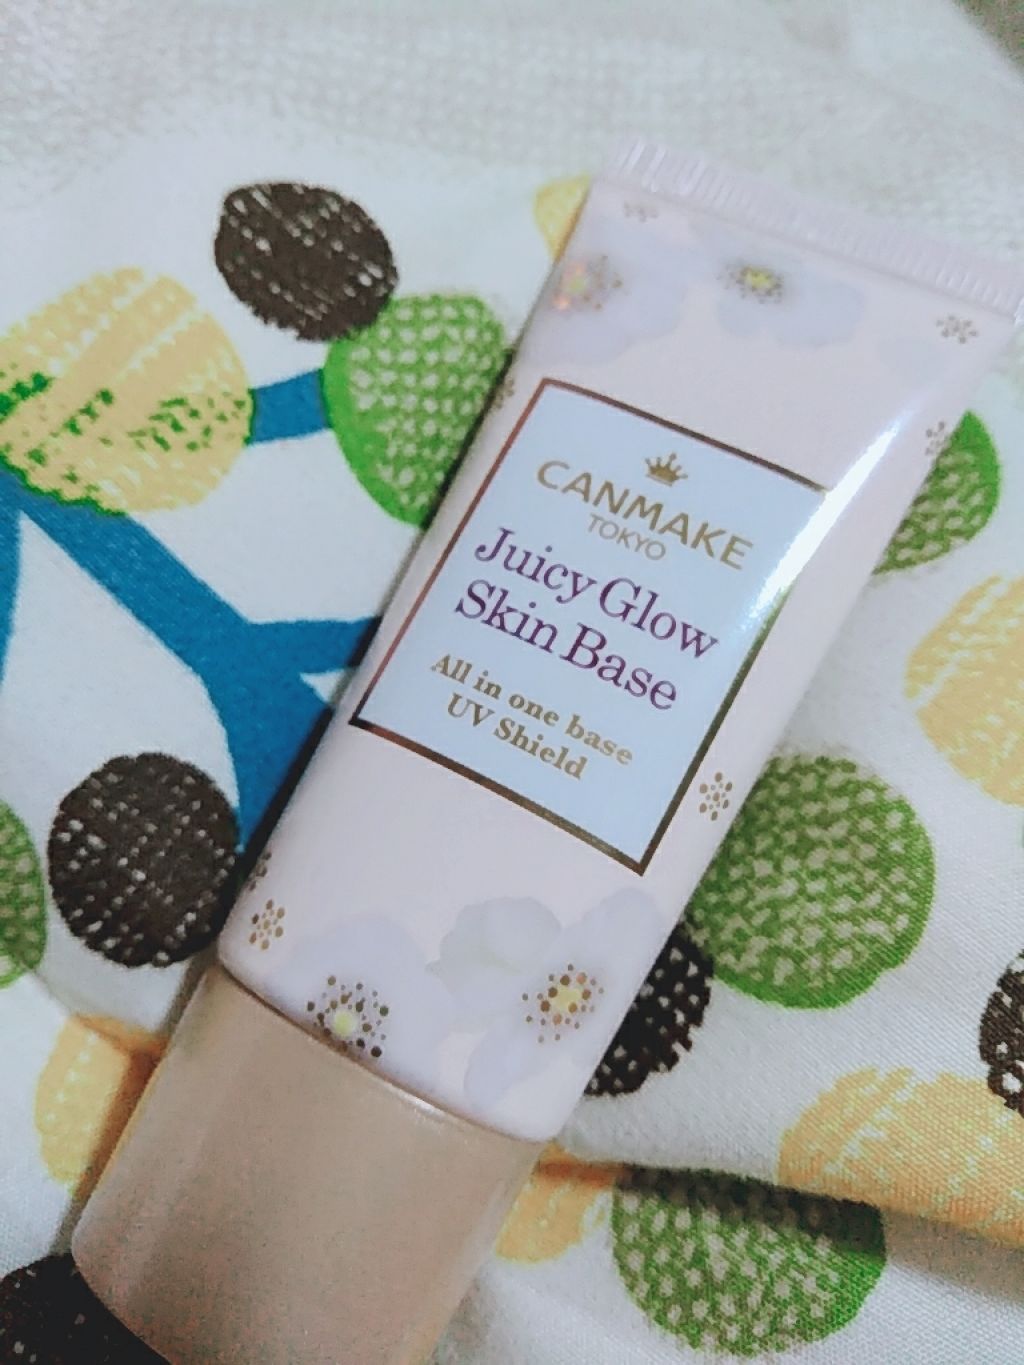 CANMAKE
TOKYO
Juicy Glow
Skin Base
All in one base
UV Shield